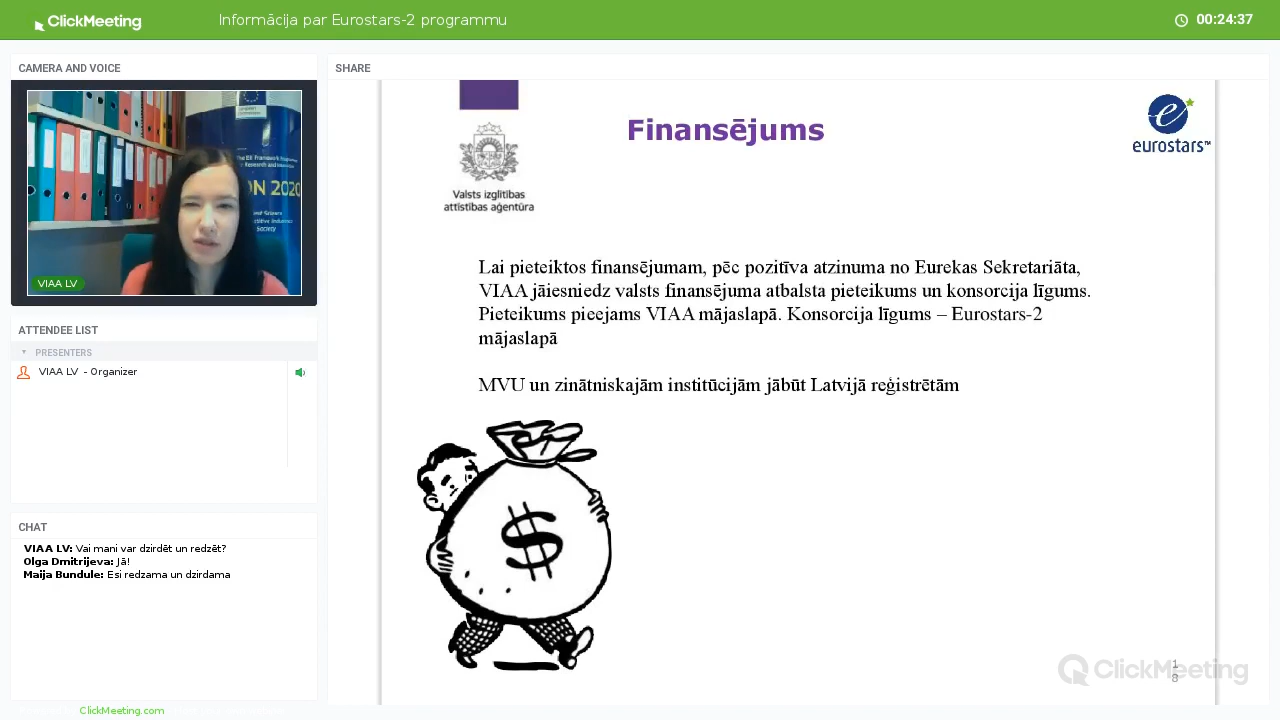 ClickMeeting
Informācija par Eurostars-2 programmu
00:24:37
CAMERA AND VOICE
VIAA LV
ATTENDEE LIST
PRESENTERS
VIAA LV - Organizer
CHAT
VIAA LV: Vai mani var dzirdēt un redzēt?
Olga Dmitrijeva: Jā!
Maija Bundule: Esi redzama un dzirdama
ClickMeeting.com
SHARE
Valsts izglītības
attīstības aģentūra
Finansējums
eurostars™
Lai pieteiktos finansējumam, pēc pozitīva atzinuma no Eurekas Sekretariāta,
VIAA jāiesniedz valsts finansējuma atbalsta pieteikums un konsorcija līgums.
Pieteikums pieejams VIAA mājaslapā. Konsorcija līgums – Eurostars-2
mājaslapā
MVU un zinātniskajām institūcijām jābūt Latvijā reģistrētām
$
ClickMeeting
1
8